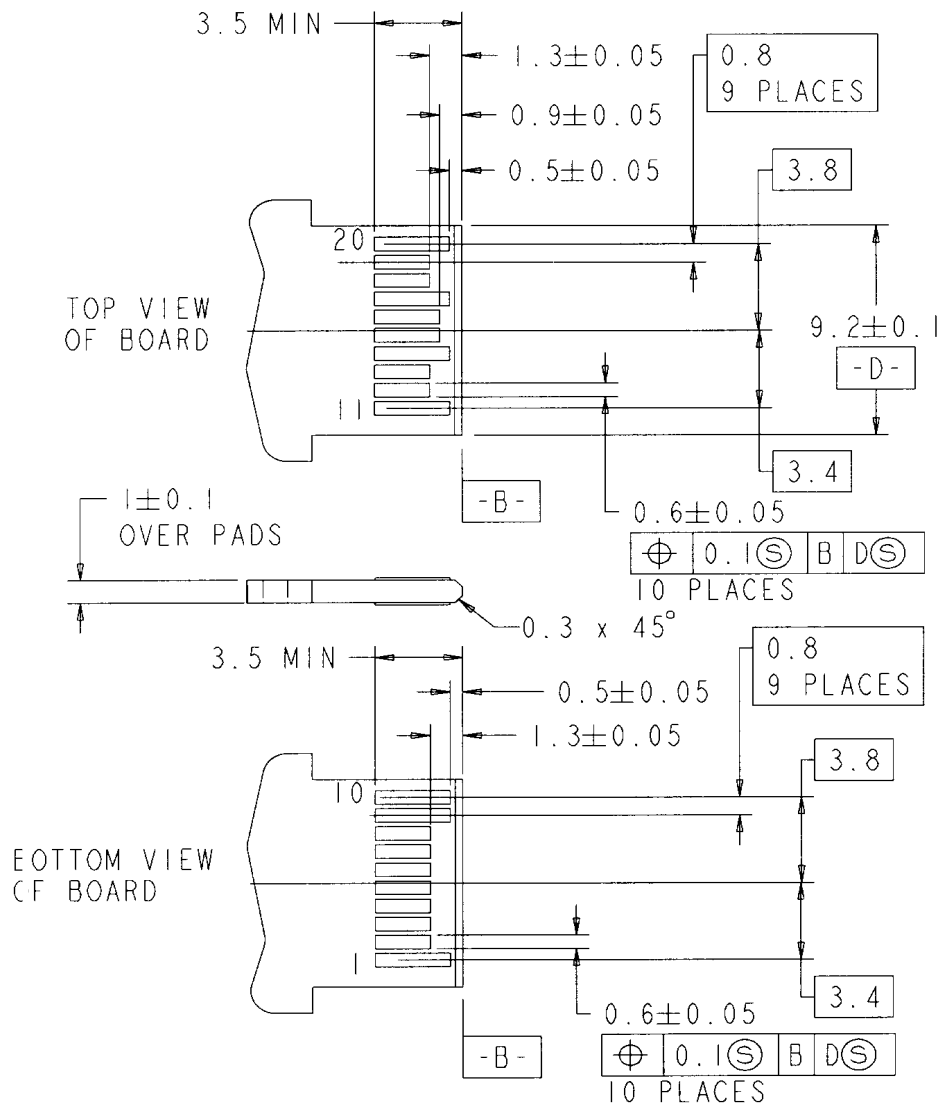 3.5 MIN
1.3±0.05
0.8
9 PLACES
0.9±0.05
0.5±0.05
3.8
20
TOP VIEW
OF BOARD
9.2±0.1
-D-
11
3.4
-B-
1±0.1
OVER PADS
0.6±0.05
⌖ 0.1Ⓢ B DⓈ
10 PLACES
0.3 x 45°
3.5 MIN
0.8
9 PLACES
0.5±0.05
1.3±0.05
3.8
10
BOTTOM VIEW
OF BOARD
1
3.4
0.6±0.05
-B-
⌖ 0.1Ⓢ B DⓈ
10 PLACES